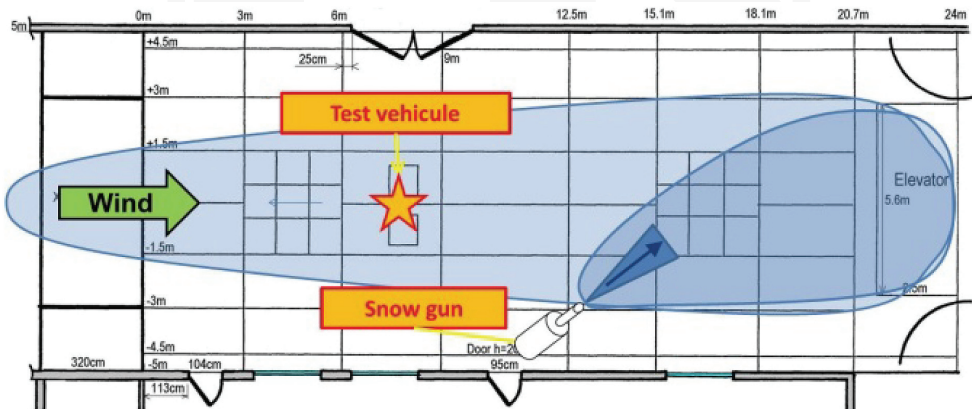 5m
0m
3m
6m
12.5m
15.1m
18.1m
20.7m
24m
+4.5m
25cm
9m
+3m
Test vehicule
+1.5m
Wind
Elevator
5.6m
-1.5m
-3m
Snow gun
-4.5m
Door h=20
-5m
320cm
104cm
95cm
113cm